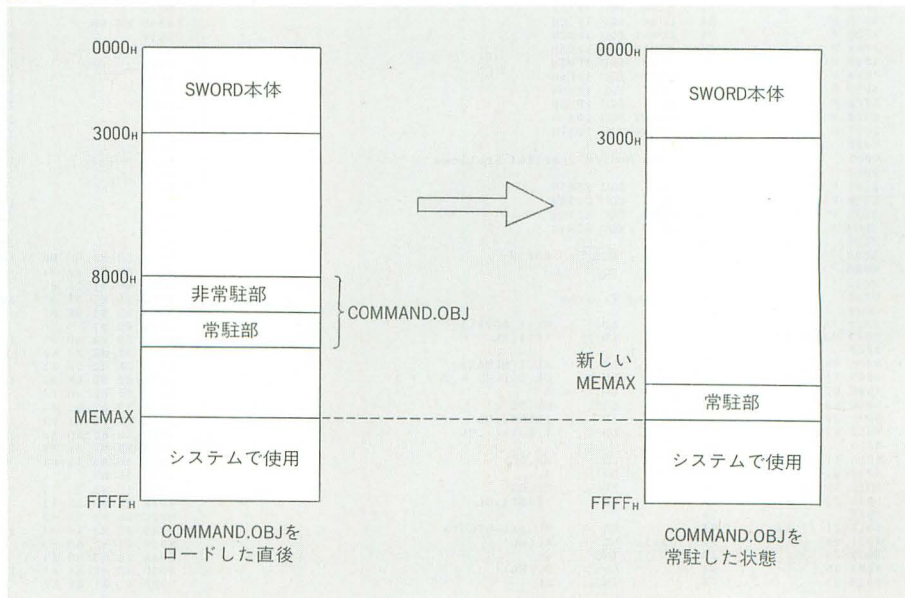 0000H
SWORD本体
3000H
8000H
非常駐部
常駐部
COMMAND.OBJ
MEMAX
システムで使用
FFFFH
COMMAND.OBJを
ロードした直後
0000H
SWORD本体
3000H
新しい
MEMAX
常駐部
システムで使用
FFFFH
COMMAND.OBJを
常駐した状態